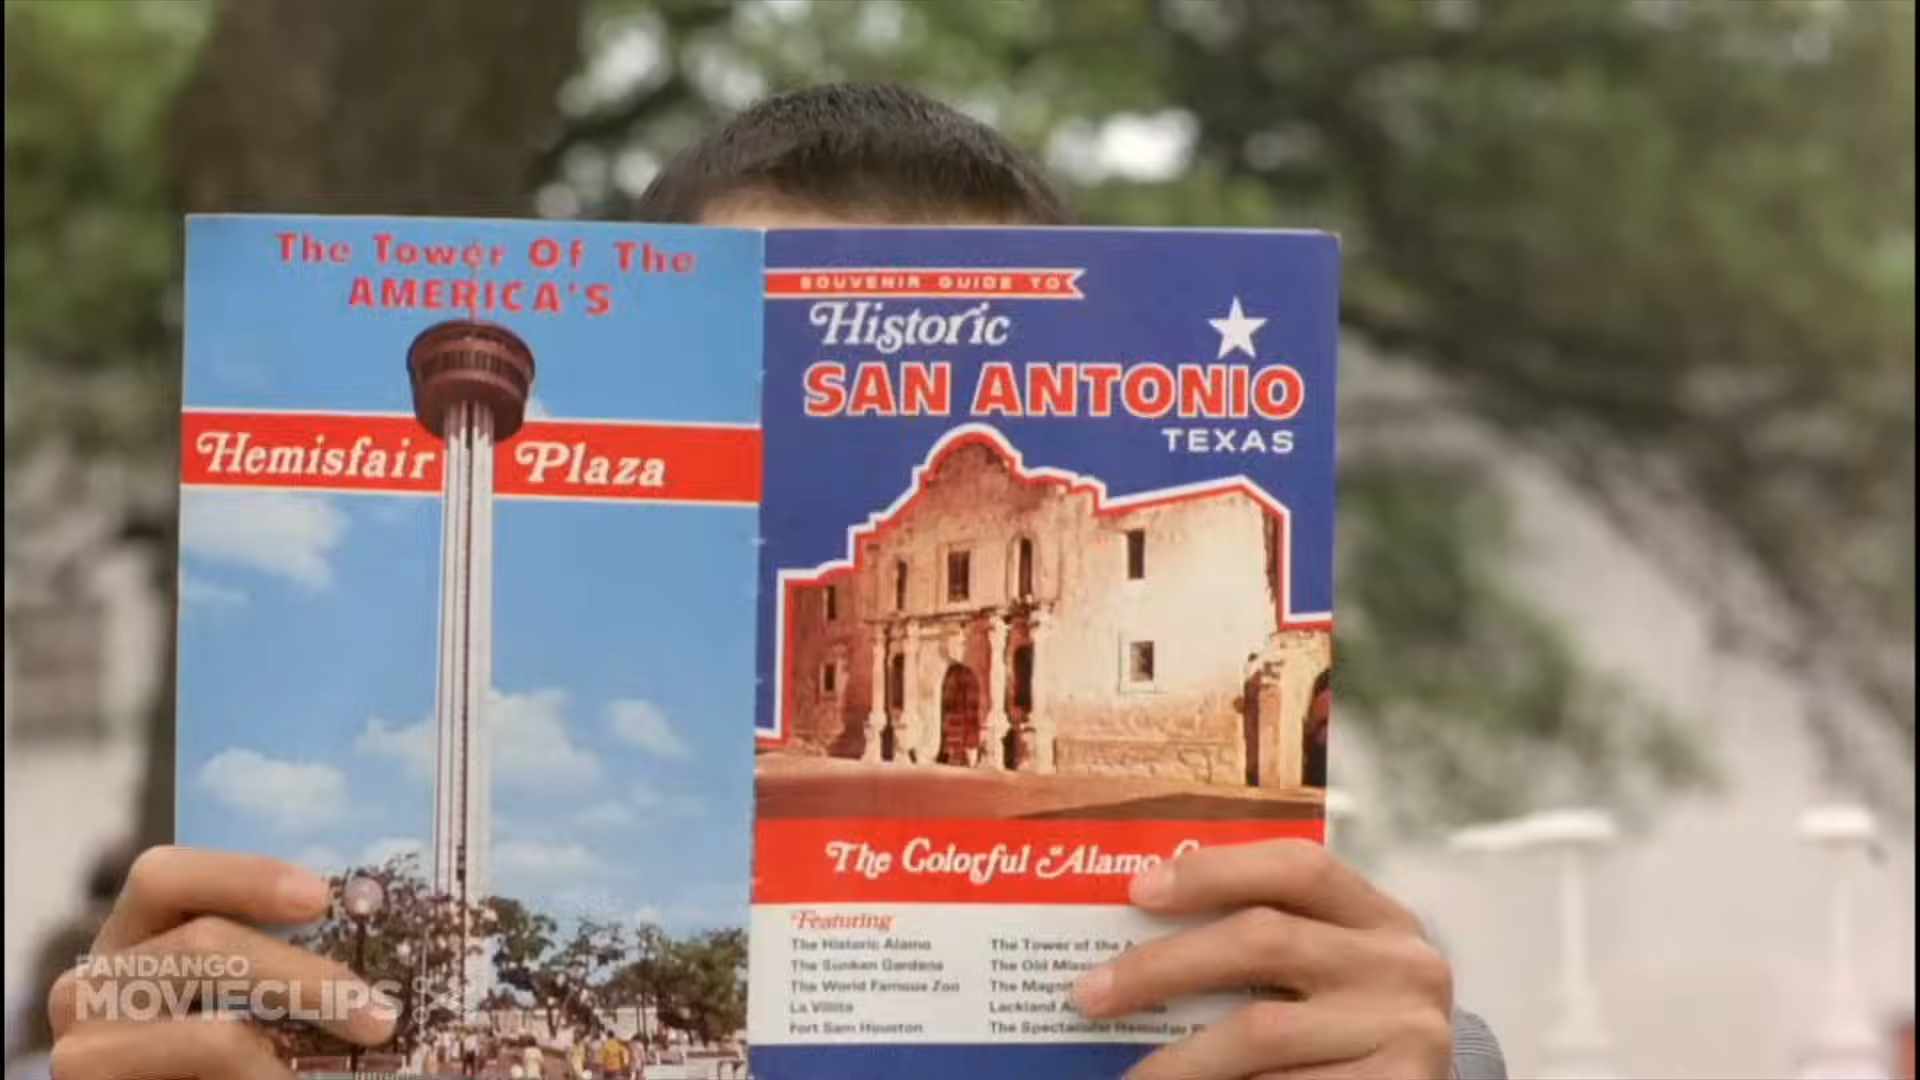 The Tower Of The
AMERICA'S
Hemisfair Plaza
SOUVENIR GUIDE TO
Historic
SAN ANTONIO
TEXAS
The Colorful "Alamo
Featuring
The Historic Alamo
The Sunken Gardens
The World Famous Zoo
La Villita
Fort Sam Houston
The Tower of the
The Old
The
Lackland
The Spectacular Hemisfair
FANDANGO
MOVIECLIPS